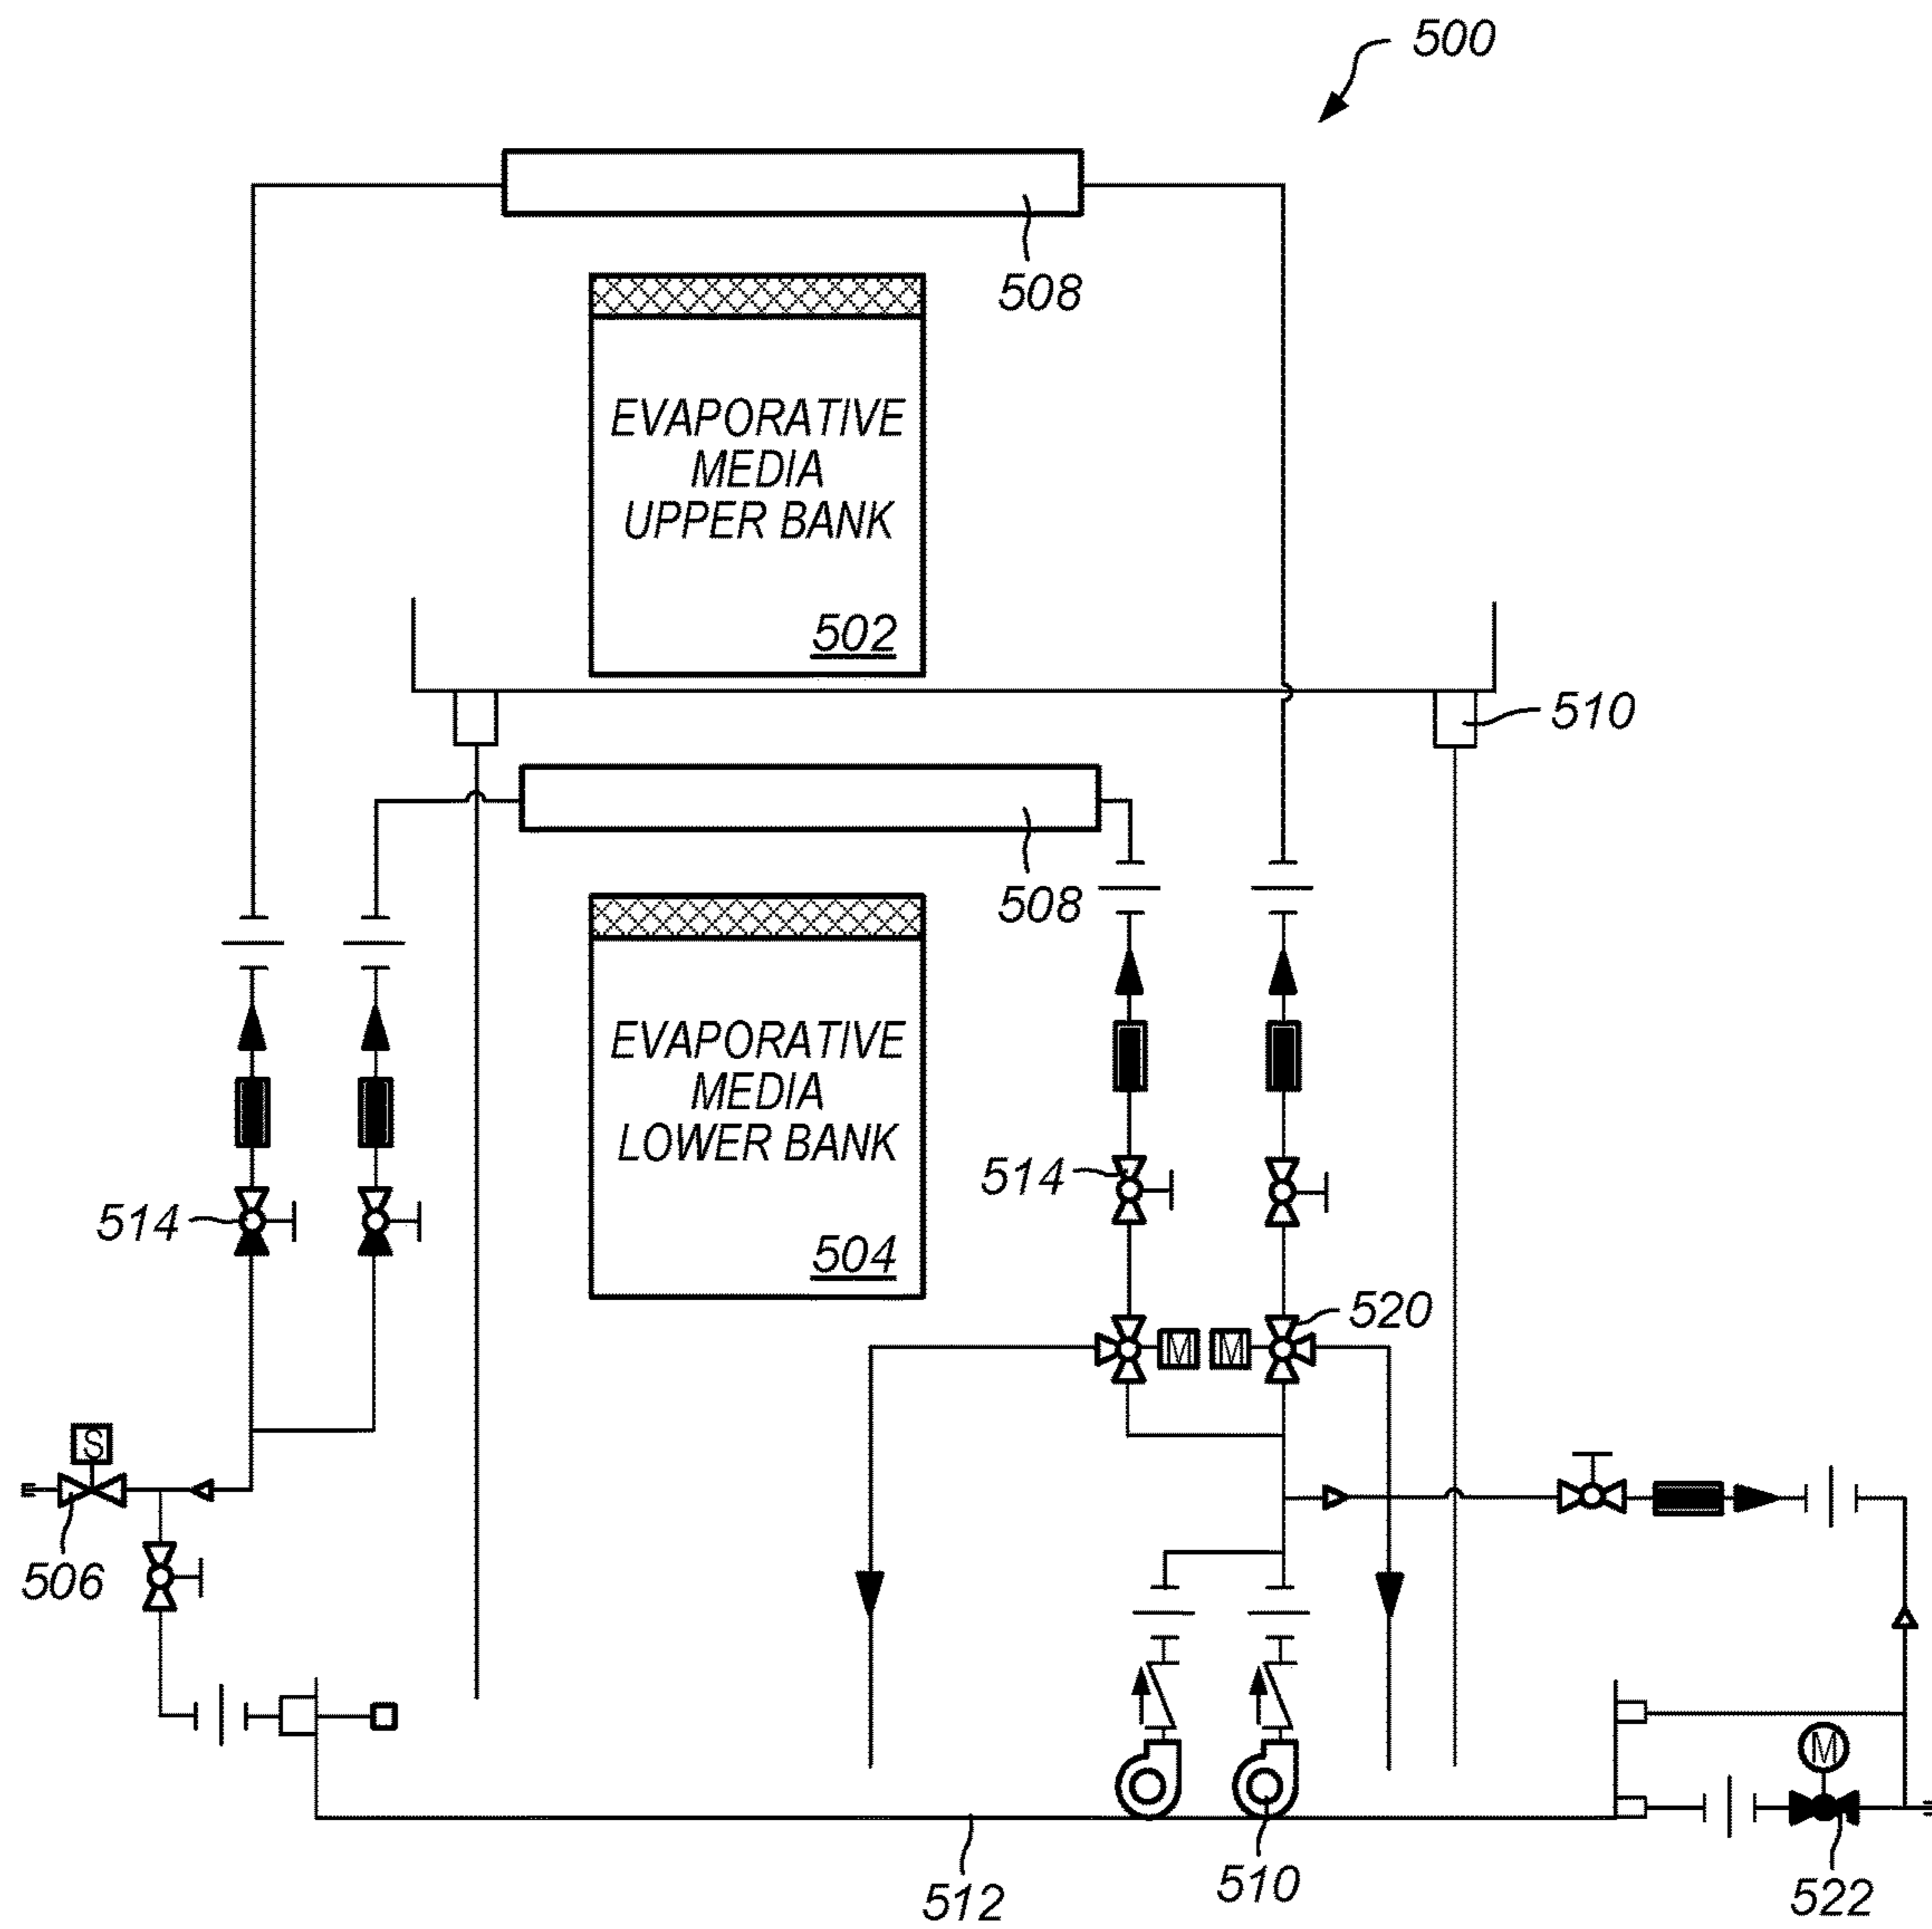 500
508
EVAPORATIVE
MEDIA
UPPER BANK
502
510
508
EVAPORATIVE
MEDIA
LOWER BANK
504
514
514
520
M M
S
506
M
512
510
522